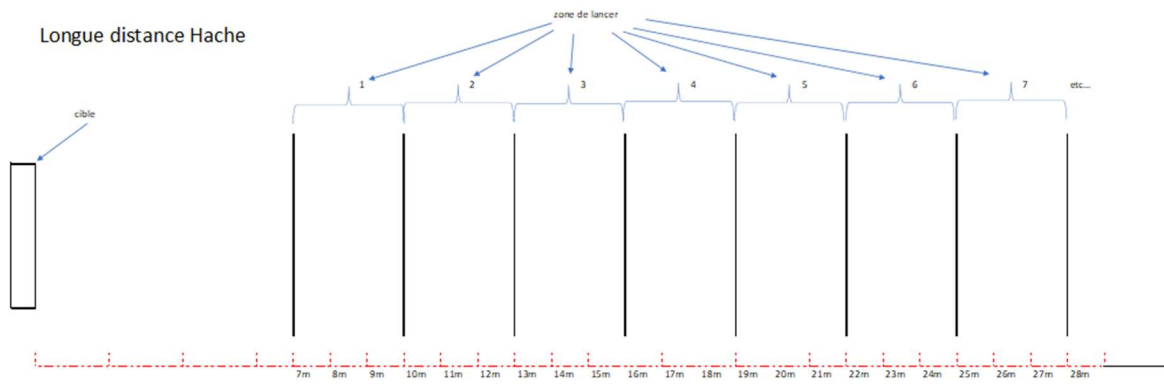 zone de lancer
Longue distance Hache
1 2 3 4 5 6 7 etc...
cible
7m 8m 9m 10m 11m 12m 13m 14m 15m 16m 17m 18m 19m 20m 21m 22m 23m 24m 25m 26m 27m 28m